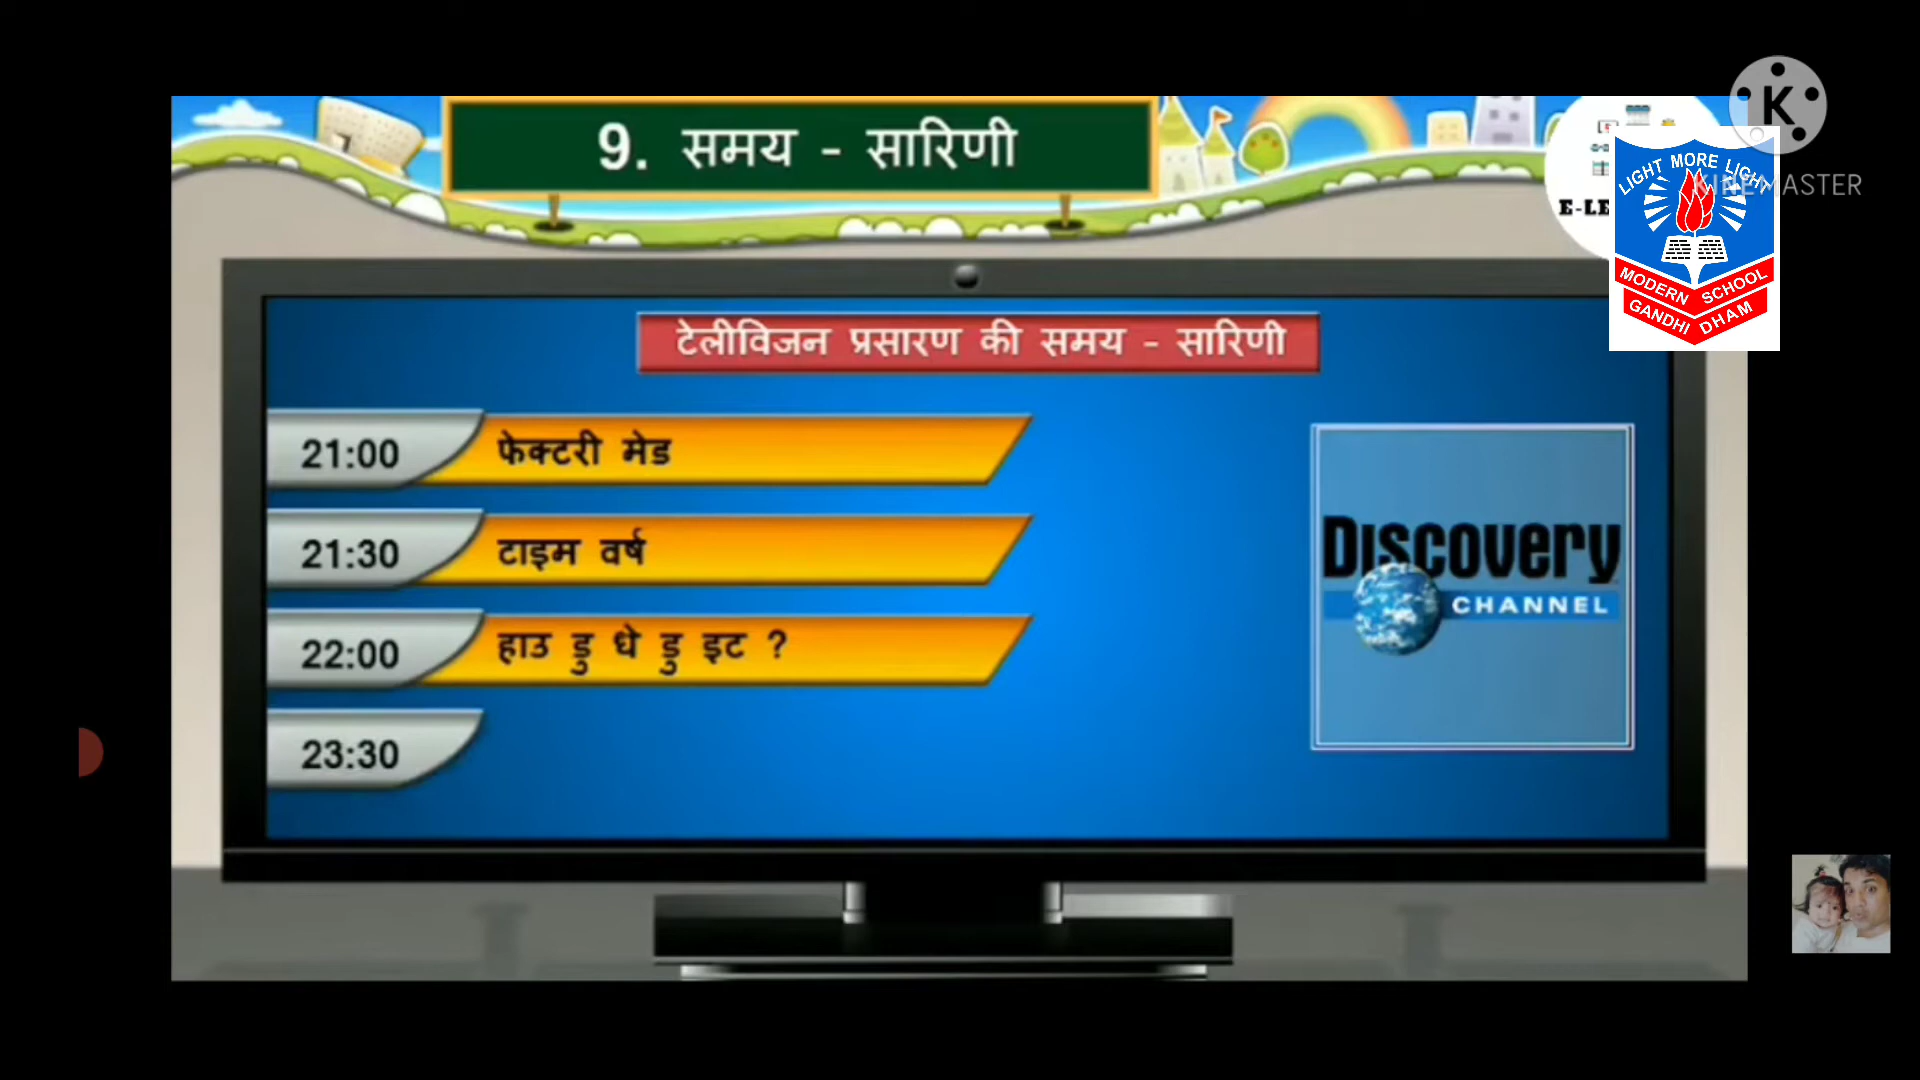 9. समय - सारिणी
KINEMASTER
E-LE
LIGHT MORE LIGHT
MODERN SCHOOL
GANDHI DHAM
टेलीविजन प्रसारण की समय - सारिणी
21:00 फेक्टरी मेड
21:30 टाइम वर्ष
22:00 हाउ डु धे डु इट ?
23:30
Discovery
CHANNEL